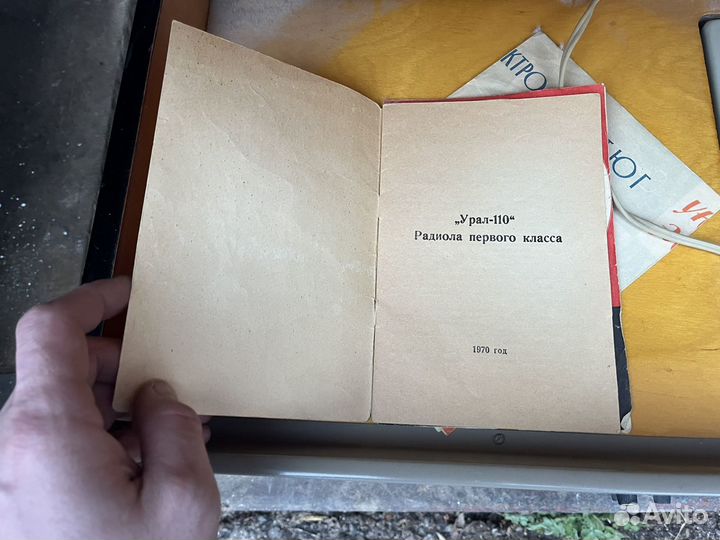 „Урал-110“
Радиола первого класса
1970 год
КТРО
ЮГ
Avito